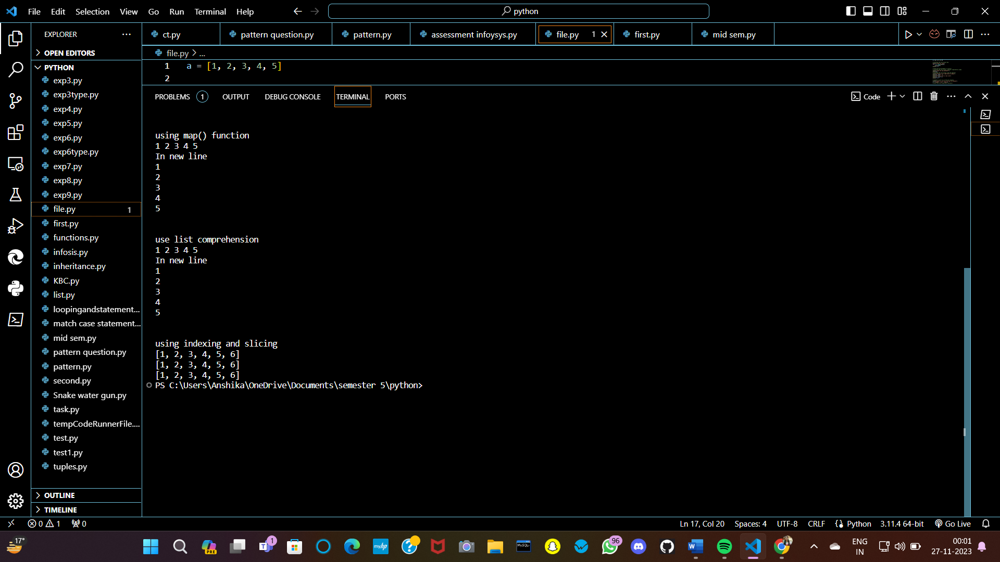 File Edit Selection View Go Run Terminal Help
python
EXPLORER
ct.py
pattern question.py
pattern.py
assessment infoysys.py
file.py 1
first.py
mid sem.py
OPEN EDITORS
file.py > ...
PYTHON
exp3.py
exp3type.py
exp4.py
exp5.py
exp6.py
exp6type.py
exp7.py
exp8.py
exp9.py
file.py 1
first.py
functions.py
infosis.py
inheritance.py
KBC.py
list.py
loopingandstatement...
match case statement...
mid sem.py
pattern question.py
pattern.py
second.py
Snake water gun.py
task.py
tempCodeRunnerFile....
test.py
test1.py
tuples.py
OUTLINE
TIMELINE
1 a = [1, 2, 3, 4, 5]
2
PROBLEMS 1 OUTPUT DEBUG CONSOLE TERMINAL PORTS
Code
using map() function
1 2 3 4 5
In new line
1
2
3
4
5
use list comprehension
1 2 3 4 5
In new line
1
2
3
4
5
using indexing and slicing
[1, 2, 3, 4, 5, 6]
[1, 2, 3, 4, 5, 6]
[1, 2, 3, 4, 5, 6]
PS C:\Users\Anshika\OneDrive\Documents\semester 5\python>
0 1 0
Ln 17, Col 20 Spaces: 4 UTF-8 CRLF Python 3.11.4 64-bit Go Live
17°
PRE
1
myhp
MySQL
96
ENG
IN
00:01
27-11-2023